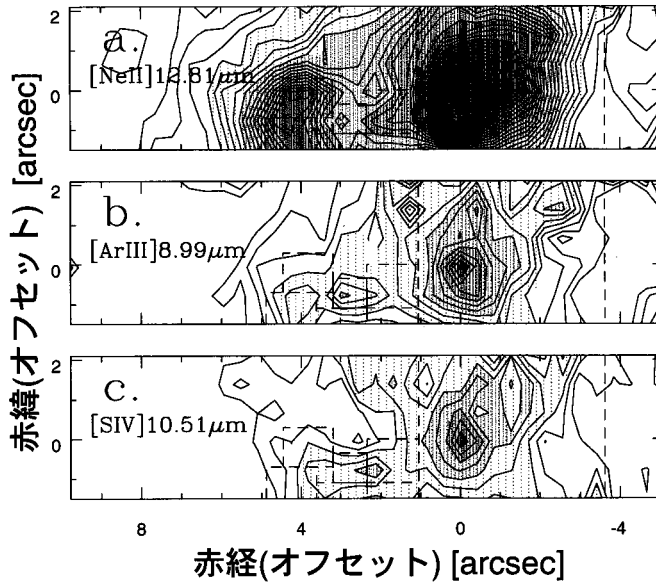 a.
[NeII]12.81μm
b.
[ArIII]8.99μm
c.
[SIV]10.51μm
2
0
2
0
2
0
8
4
0
-4
赤緯(オフセット) [arcsec]
赤経(オフセット) [arcsec]